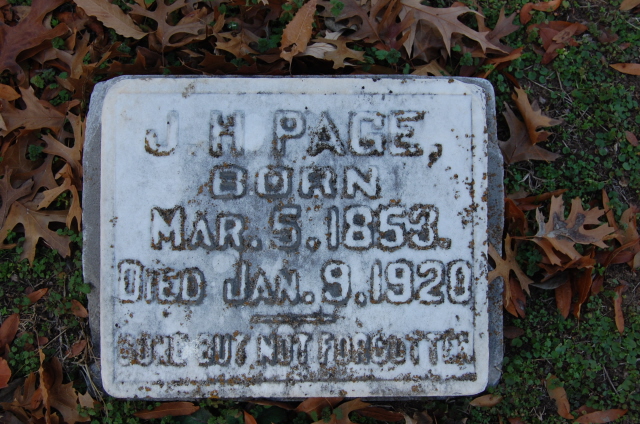 J H PAGE,
BORN
MAR. 5. 1853.
DIED JAN. 9. 1920
GONE BUT NOT FORGOTTEN